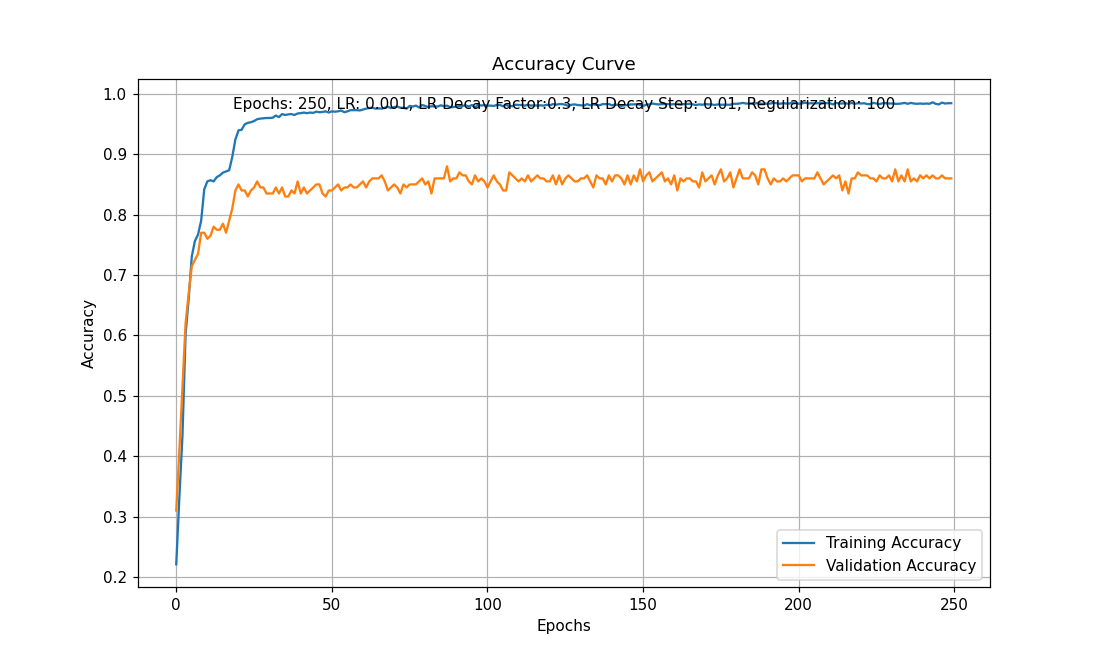 Accuracy Curve
Epochs: 250, LR: 0.001, LR Decay Factor:0.3, LR Decay Step: 0.01, Regularization: 100
1.0
0.9
0.8
0.7
0.6
0.5
0.4
0.3
0.2
Accuracy
Training Accuracy
Validation Accuracy
0 50 100 150 200 250
Epochs